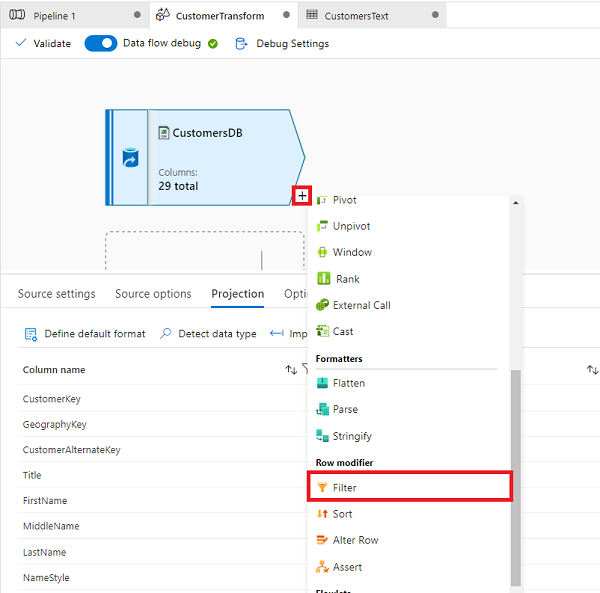 Pipeline 1
CustomerTransform
CustomersText
Validate
Data flow debug
Debug Settings
CustomersDB
Columns:
29 total
+
Pivot
Unpivot
Window
Rank
External Call
Cast
Formatters
Flatten
Parse
Stringify
Row modifier
Filter
Sort
Alter Row
Assert
Source settings
Source options
Projection
Opti
Define default format
Detect data type
Imp
Column name
CustomerKey
GeographyKey
CustomerAlternateKey
Title
FirstName
MiddleName
LastName
NameStyle